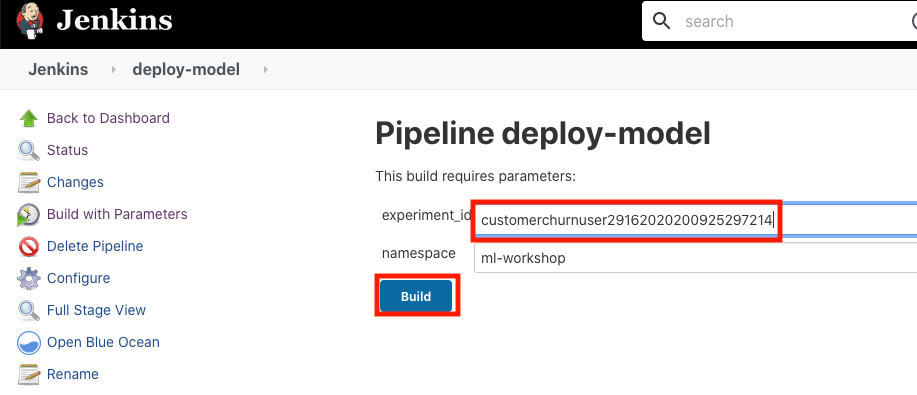 Jenkins
search
Jenkins
deploy-model
Back to Dashboard
Status
Changes
Build with Parameters
Delete Pipeline
Configure
Full Stage View
Open Blue Ocean
Rename
Pipeline deploy-model
This build requires parameters:
experiment_id customerchurnuser29162020200925297214
namespace ml-workshop
Build